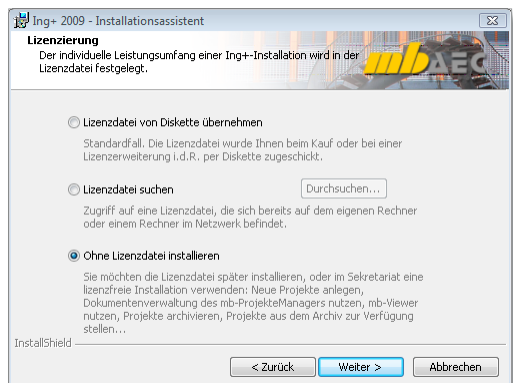 Ing+ 2009 - Installationsassistent
Lizenzierung
Der individuelle Leistungsumfang einer Ing+-Installation wird in der
Lizenzdatei festgelegt.
mb AEC
Lizenzdatei von Diskette übernehmen
Standardfall. Die Lizenzdatei wurde Ihnen beim Kauf oder bei einer
Lizenzerweiterung i.d.R. per Diskette zugeschickt.
Lizenzdatei suchen
Durchsuchen...
Zugriff auf eine Lizenzdatei, die sich bereits auf dem eigenen Rechner
oder einem Rechner im Netzwerk befindet.
Ohne Lizenzdatei installieren
Sie möchten die Lizenzdatei später installieren, oder im Sekretariat eine
lizenzfreie Installation verwenden: Neue Projekte anlegen,
Dokumentenverwaltung des mb-ProjekteManagers nutzen, mb-Viewer
nutzen, Projekte archivieren, Projekte aus dem Archiv zur Verfügung
stellen...
InstallShield
< Zurück
Weiter >
Abbrechen